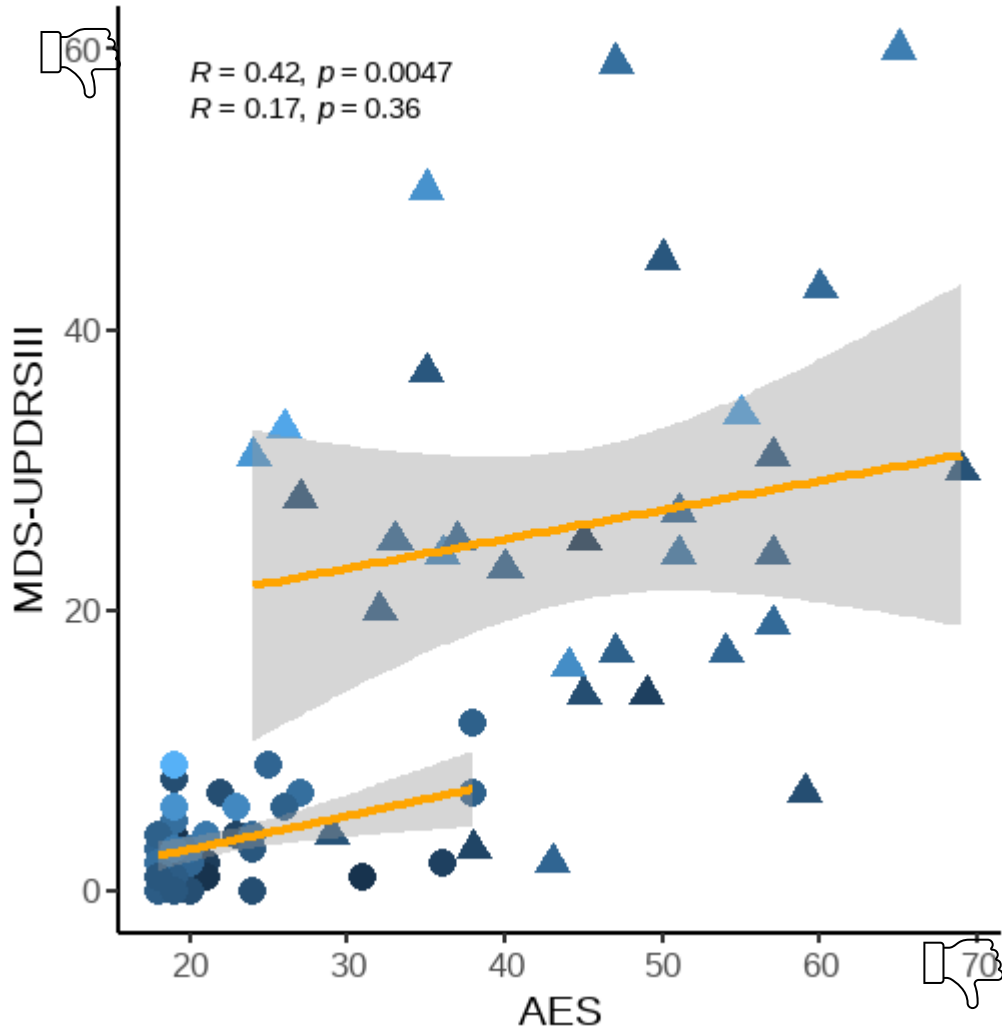 60
R = 0.42, p = 0.0047
R = 0.17, p = 0.36
40
MDS-UPDRSIII
20
0
20 30 40 50 60 70
AES